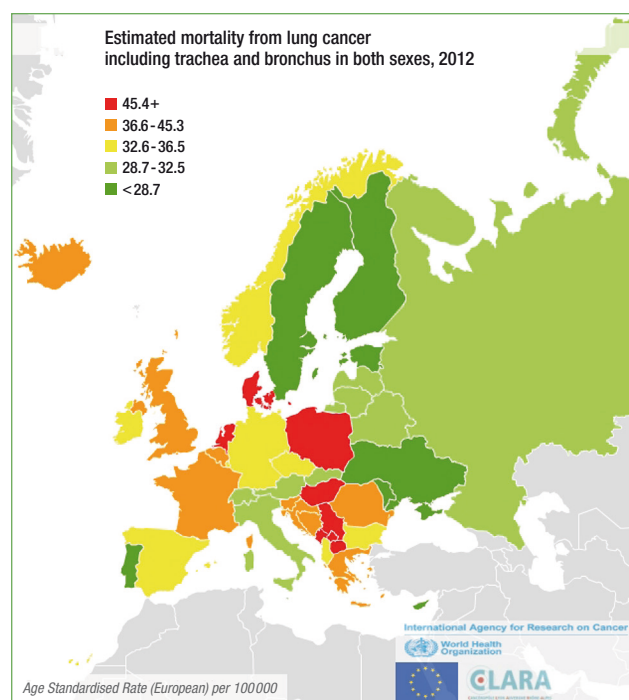 Estimated mortality from lung cancer
including trachea and bronchus in both sexes, 2012
45.4+
36.6-45.3
32.6-36.5
28.7-32.5
<28.7
International Agency for Research on Cancer
World Health
Organization
CLARA
Age Standardised Rate (European) per 100000